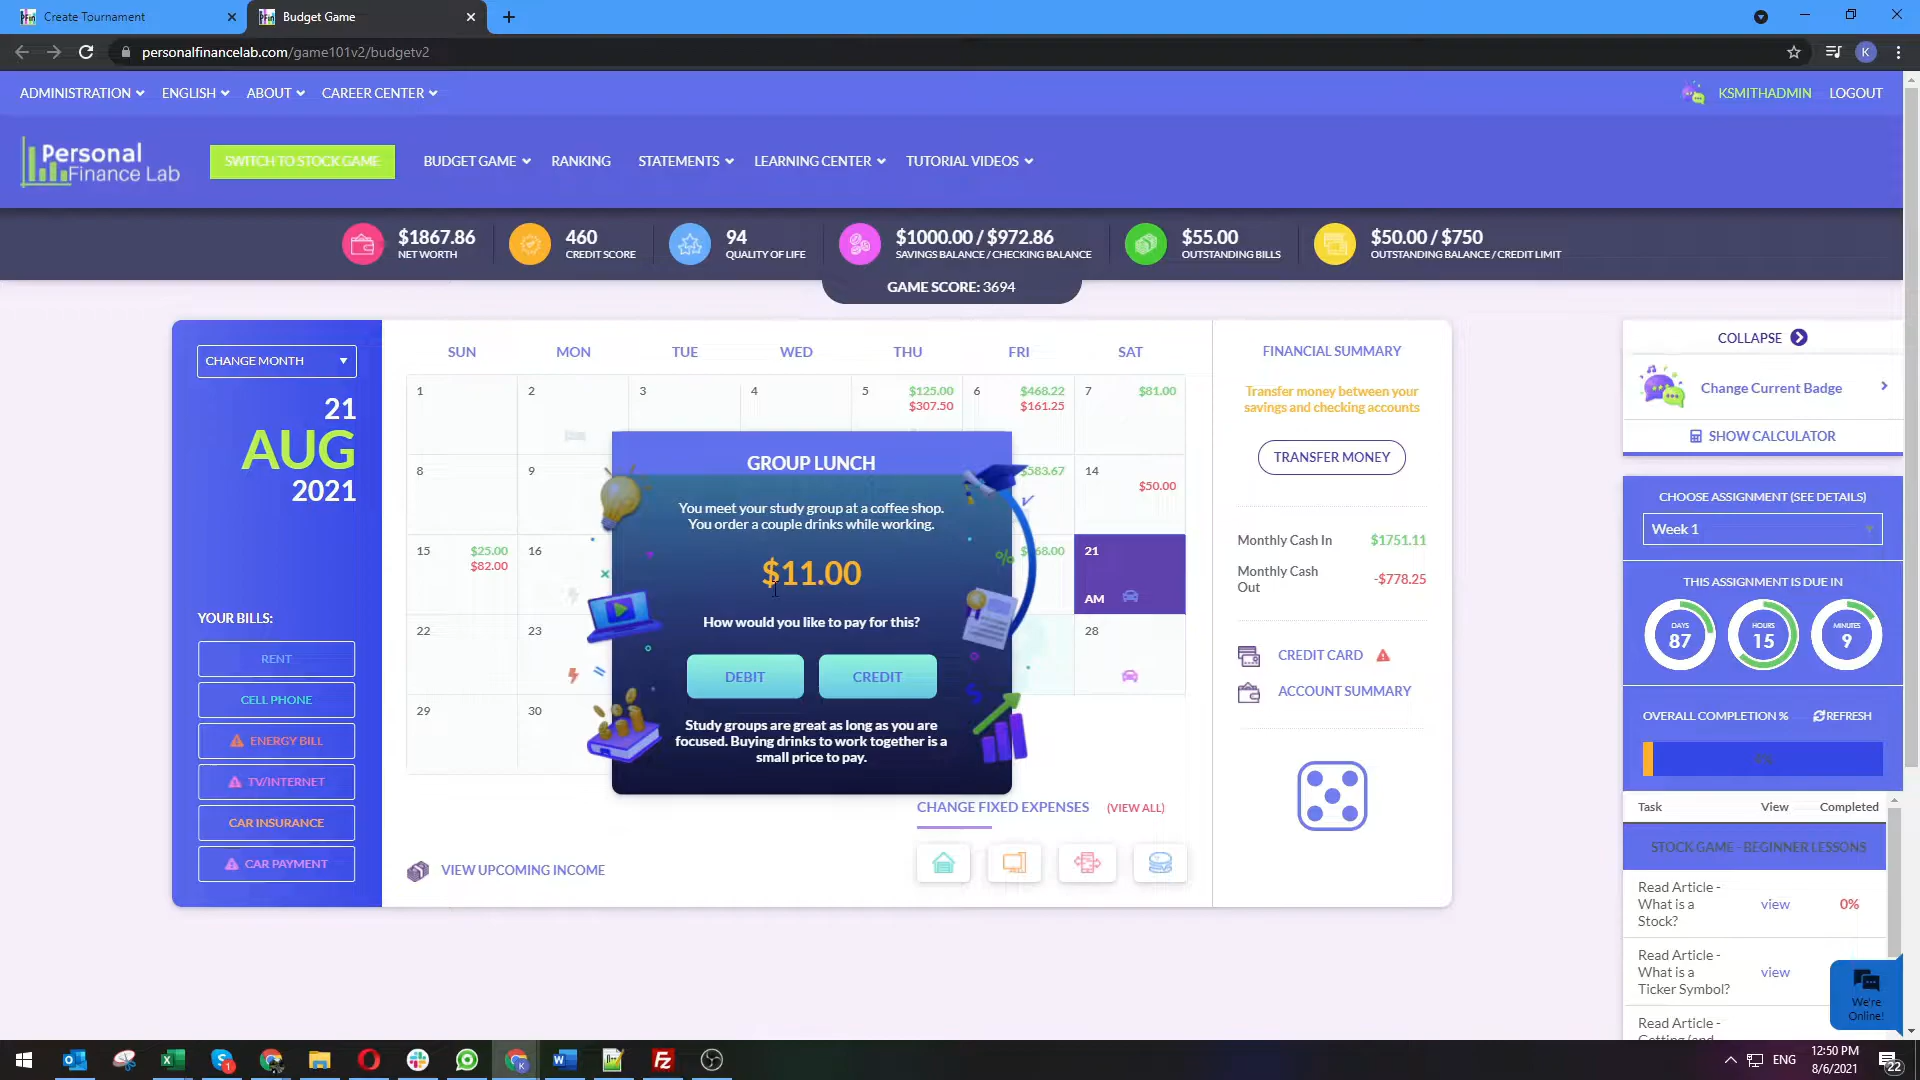 Create Tournament
Budget Game
personalfinancelab.com/game101v2/budgetv2
K
ADMINISTRATION
ENGLISH
ABOUT
CAREER CENTER
KSMITHADMIN
LOGOUT
Personal
Finance Lab
SWITCH TO STOCK GAME
BUDGET GAME
RANKING
STATEMENTS
LEARNING CENTER
TUTORIAL VIDEOS
$1867.86
NET WORTH
460
CREDIT SCORE
94
QUALITY OF LIFE
$1000.00 / $972.86
SAVINGS BALANCE / CHECKING BALANCE
$55.00
OUTSTANDING BILLS
$50.00 / $750
OUTSTANDING BALANCE / CREDIT LIMIT
GAME SCORE: 3694
CHANGE MONTH
21
AUG
2021
YOUR BILLS:
RENT
CELL PHONE
ENERGY BILL
TV/INTERNET
CAR INSURANCE
CAR PAYMENT
SUN MON TUE WED THU FRI SAT
1 2 3 4 5 $125.00 6 $468.22 7 $81.00
$307.50 $161.25
8 9 $583.67 14
$50.00
15 $25.00 16 21
$82.00
AM
22 23 28
29 30
GROUP LUNCH
You meet your study group at a coffee shop.
You order a couple drinks while working.
$11.00
How would you like to pay for this?
DEBIT
CREDIT
Study groups are great as long as you are
focused. Buying drinks to work together is a
small price to pay.
CHANGE FIXED EXPENSES (VIEW ALL)
VIEW UPCOMING INCOME
FINANCIAL SUMMARY
Transfer money between your
savings and checking accounts
TRANSFER MONEY
Monthly Cash In $1751.11
Monthly Cash
Out
-$778.25
CREDIT CARD
ACCOUNT SUMMARY
COLLAPSE
Change Current Badge
SHOW CALCULATOR
CHOOSE ASSIGNMENT (SEE DETAILS)
Week 1
THIS ASSIGNMENT IS DUE IN
DAYS
87
HOURS
15
MINUTES
9
OVERALL COMPLETION %
REFRESH
Task View Completed
STOCK GAME - BEGINNER LESSONS
Read Article -
What is a
Stock?
view
0%
Read Article -
What is a
Ticker Symbol?
view
Read Article -
We're
Online!
ENG
12:50 PM
8/6/2021
22